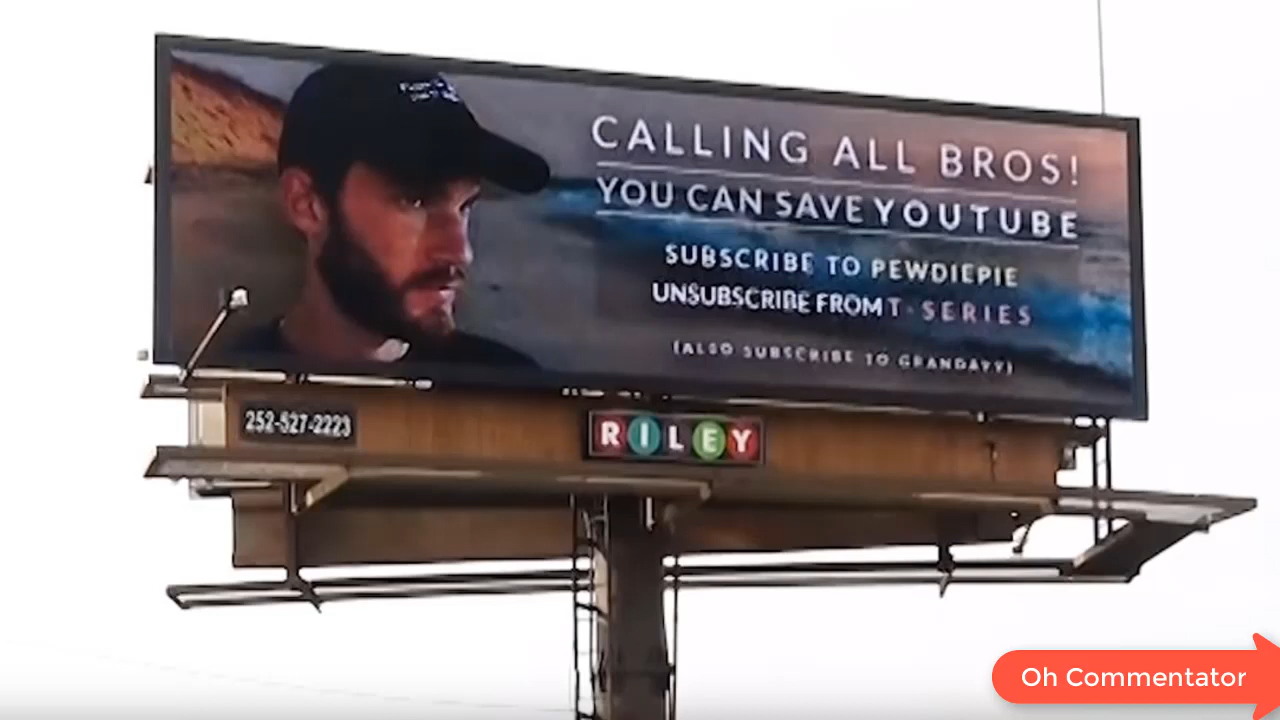 CALLING ALL BROS!
YOU CAN SAVE YOUTUBE
SUBSCRIBE TO PEWDIEPIE
UNSUBSCRIBE FROM T-SERIES
(ALSO SUBSCRIBE TO GRANDAYY)
252-527-2223
RILEY
Oh Commentator